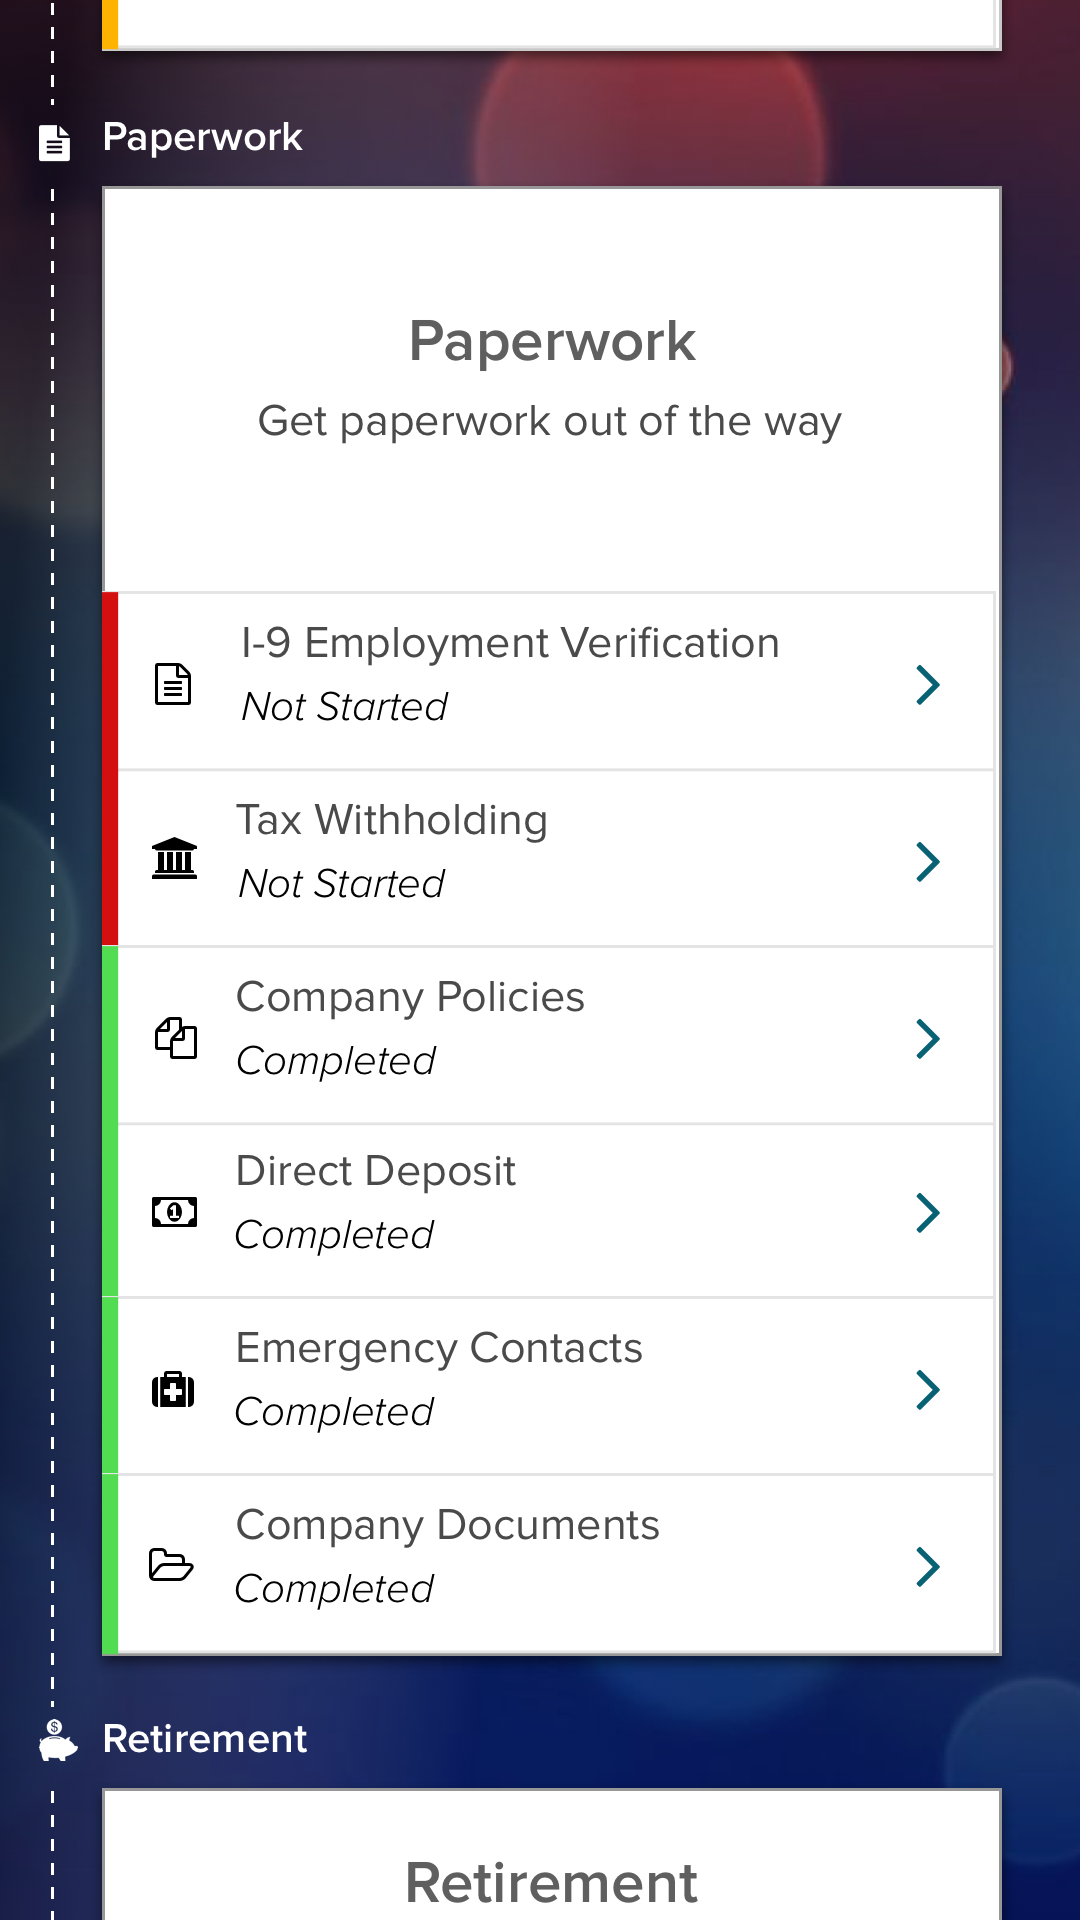 Paperwork
Paperwork
Get paperwork out of the way
I-9 Employment Verification
Not Started
Tax Withholding
Not Started
Company Policies
Completed
Direct Deposit
Completed
Emergency Contacts
Completed
Company Documents
Completed
Retirement
Retirement